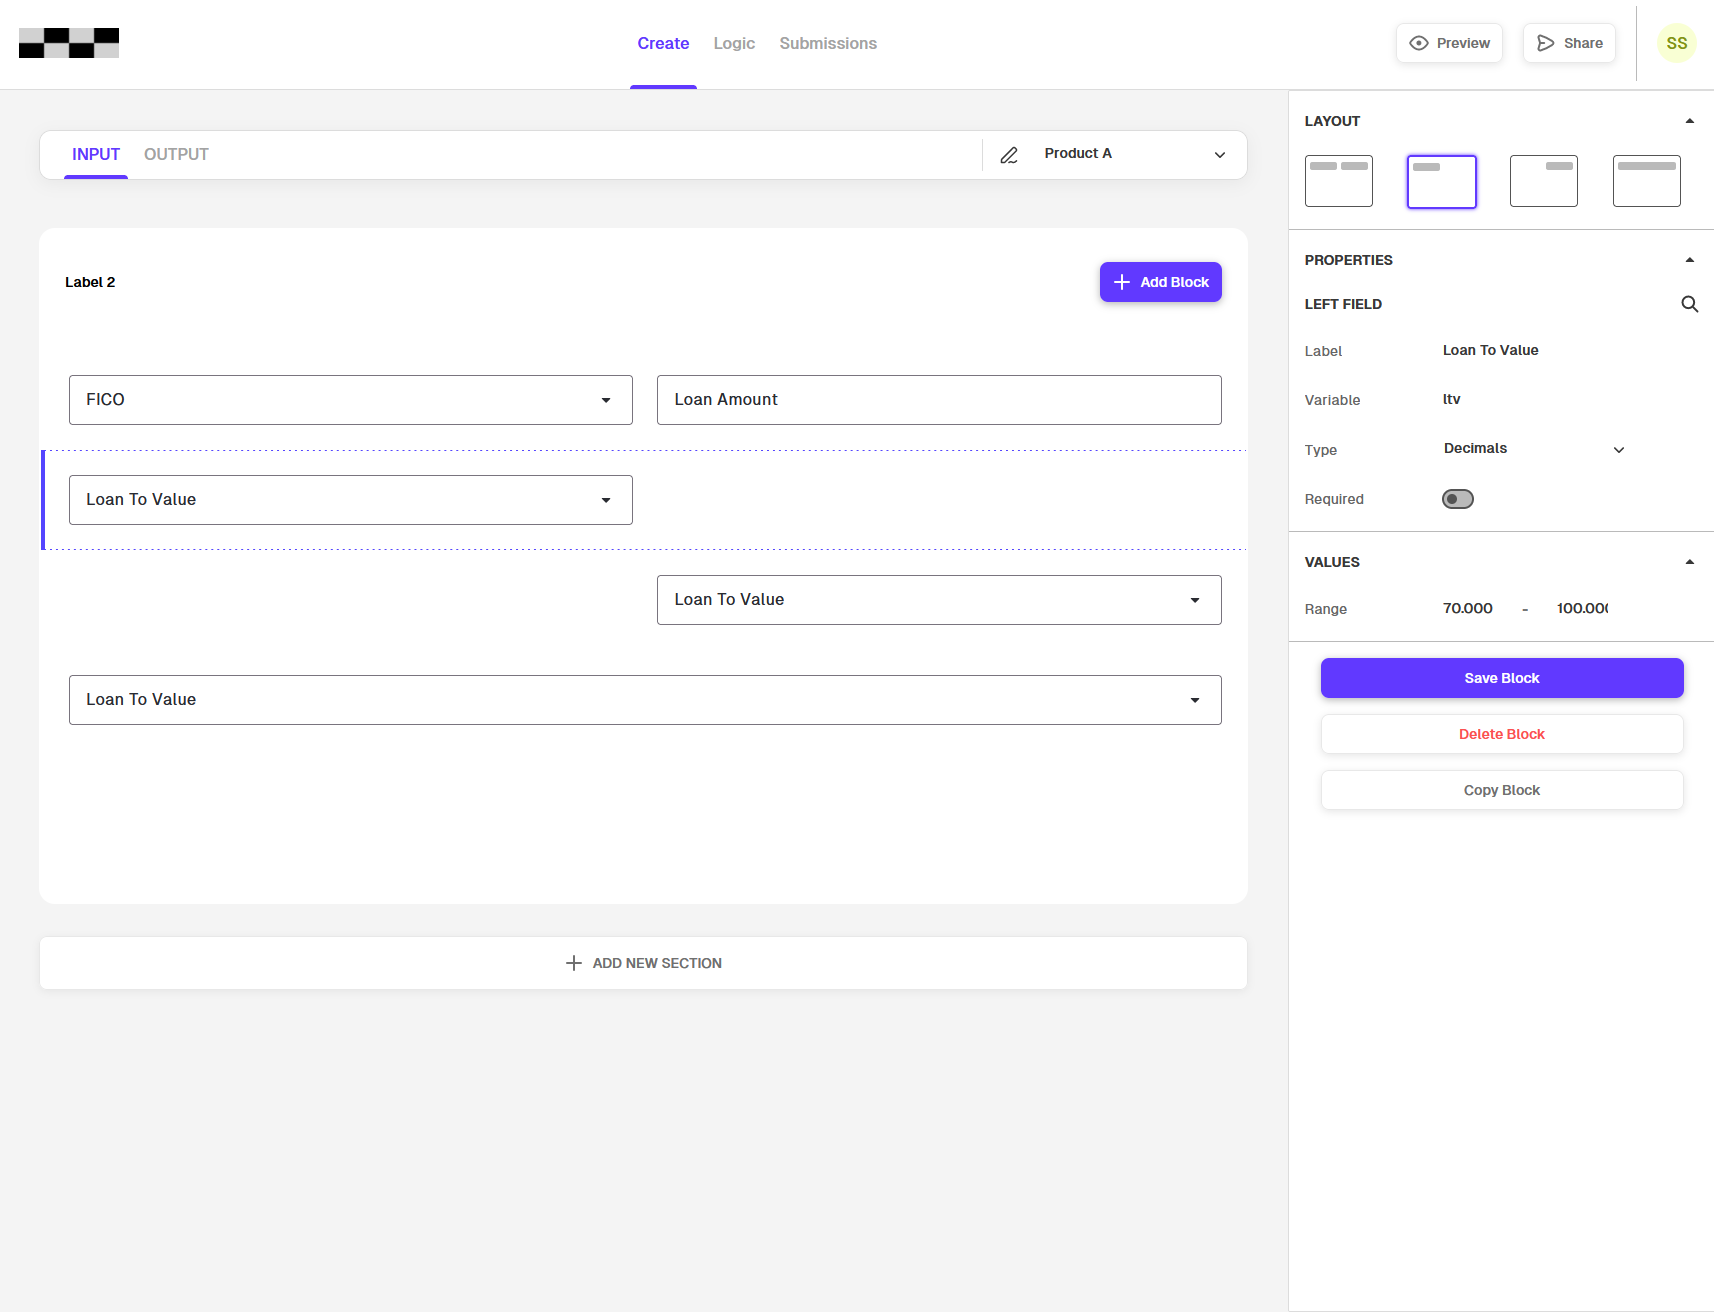 Create Logic Submissions
Preview Share SS
INPUT OUTPUT Product A
Label 2 Add Block
FICO Loan Amount
Loan To Value
Loan To Value
Loan To Value
ADD NEW SECTION
LAYOUT
PROPERTIES
LEFT FIELD
Label Loan To Value
Variable ltv
Type Decimals
Required
VALUES
Range 70.000 - 100.000
Save Block
Delete Block
Copy Block